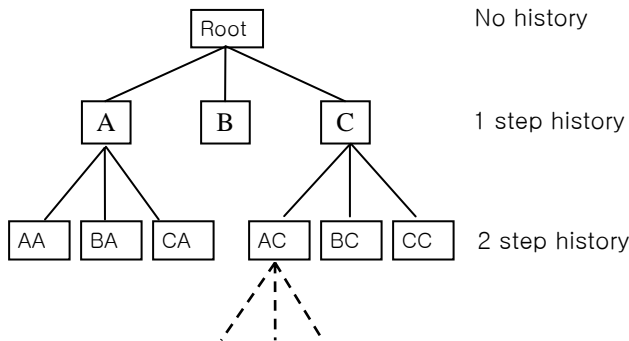 Root
No history
A
B
C
1 step history
AA
BA
CA
AC
BC
CC
2 step history